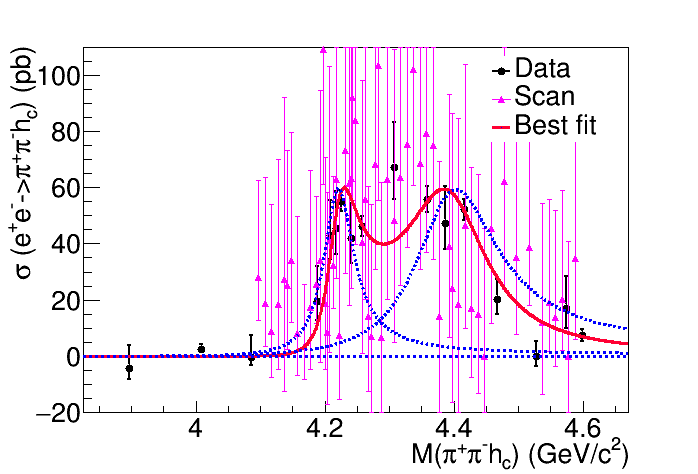 σ (e⁺e⁻->π⁺π⁻h_c) (pb)
100
80
60
40
20
0
−20
Data
Scan
Best fit
4
4.2
4.4
4.6
M(π⁺π⁻h_c) (GeV/c²)